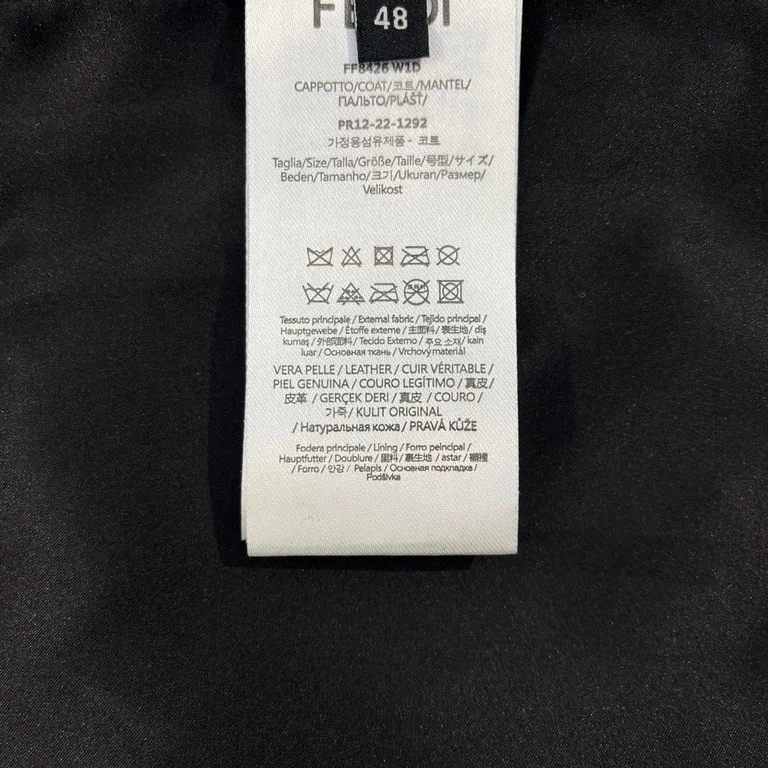 48
FF8426 W1D
CAPPOTTO/COAT/코트/MANTEL/
ПАЛЬТО/PLÁŠŤ/
PR12-22-1292
가정용섬유제품 - 코트
Taglia/Size/Talla/Größe/Taille/号型/サイズ/
Beden/Tamanho/크기/Ukuran/Размер/
Velikost
Tessuto principale / External fabric / Tejido principal /
Hauptgewebe / Étoffe externe / 主面料 / 表生地 / diş
kumaş / 外部面料 / Tecido Externo / 주요 소재 / kain
luar / Основная ткань / Vrchový materiál
VERA PELLE / LEATHER / CUIR VÉRITABLE /
PIEL GENUINA / COURO LEGÍTIMO / 真皮 /
皮革 / GERÇEK DERI / 真皮 / COURO /
가죽 / KULIT ORIGINAL
/ Натуральная кожа / PRAVÁ KŮŽE
Fodera principale / Lining / Forro peincipal /
Hauptfutter / Doublure / 里料 / 裏生地 / astar / 襯裡
/ Forro / 안감 / Pelapis / Основная подкладка /
Podšívka